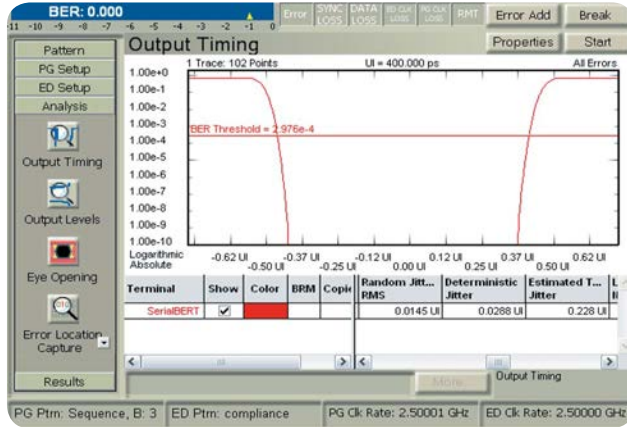 BER: 0.000
-11 -10 -9 -8 -7 -6 -5 -4 -3 -2 -1 0
Error
SYNC LOSS
DATA LOSS
ED CLK LOSS
PG CLK LOSS
RMT
Error Add
Break
Output Timing
Properties
Start
Pattern
PG Setup
ED Setup
Analysis
Output Timing
Output Levels
Eye Opening
Error Location Capture
Results
1 Trace: 102 Points
UI = 400.000 ps
All Errors
1.00e+0
1.00e-1
1.00e-2
1.00e-3
BER Threshold = 2.976e-4
1.00e-4
1.00e-5
1.00e-6
1.00e-7
1.00e-8
1.00e-9
1.00e-10
Logarithmic
Absolute
-0.62 UI -0.37 UI -0.12 UI 0.12 UI 0.37 UI 0.62 UI
-0.50 UI -0.25 UI 0.00 UI 0.25 UI 0.50 UI
Terminal Show Color BRM Copie
Random Jitt... RMS
Deterministic Jitter
Estimated T... Jitter
SerialBERT
0.0145 UI 0.0288 UI 0.228 UI
More...
Output Timing
PG Ptrn: Sequence, B: 3
ED Ptrn: compliance
PG Clk Rate: 2.50001 GHz
ED Clk Rate: 2.50000 GHz